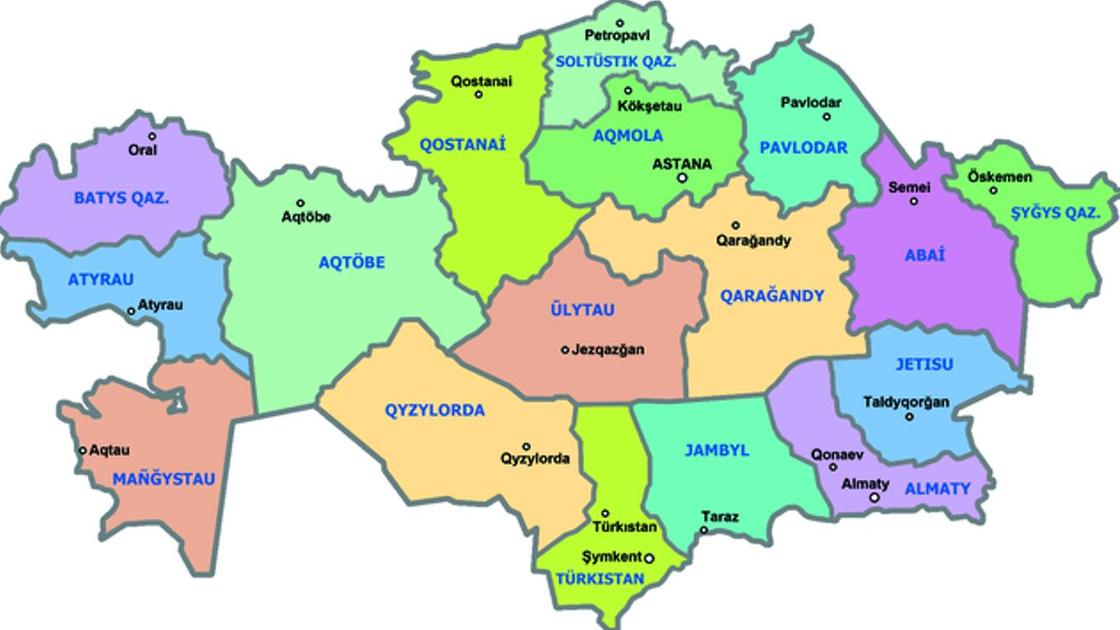 Petropavl
SOLTÜSTIK QAZ.
Qostanai
Kökşetau
Pavlodar
QOSTANAİ
AQMOLA
PAVLODAR
ASTANA
Oral
BATYS QAZ.
Semei
Öskemen
ŞYĞYS QAZ.
Aqtöbe
AQTÖBE
Qarağandy
ABAİ
ATYRAU
Atyrau
ŪLYTAU
QARAĞANDY
Jezqazğan
JETISU
Taldyqorğan
QYZYLORDA
Qyzylorda
JAMBYL
Aqtau
MAÑĞYSTAU
Qonaev
Almaty
ALMATY
Türkıstan
Taraz
Şymkent
TÜRKISTAN